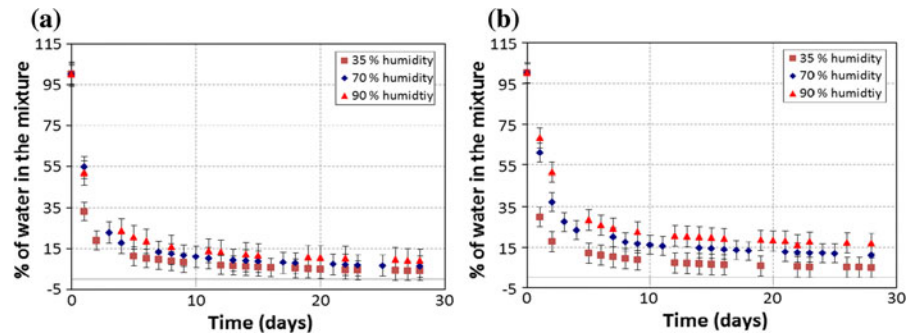 (a)
115
95
75
55
35
15
-5
% of water in the mixture
35 % humidity
70 % humidity
90 % humidtiy
0
10
20
30
Time (days)
(b)
115
95
75
55
35
15
-5
% of water in the mixture
35 % humidity
70 % humidity
90 % humidtiy
0
10
20
30
Time (days)